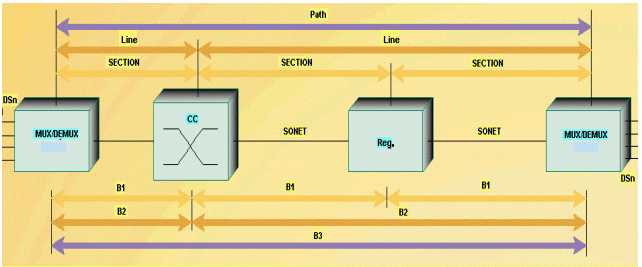 Path
Line Line
SECTION SECTION SECTION
DSn
MUX/DEMUX
CC
SONET
Reg.
SONET
MUX/DEMUX
DSn
B1 B1 B1
B2 B2
B3